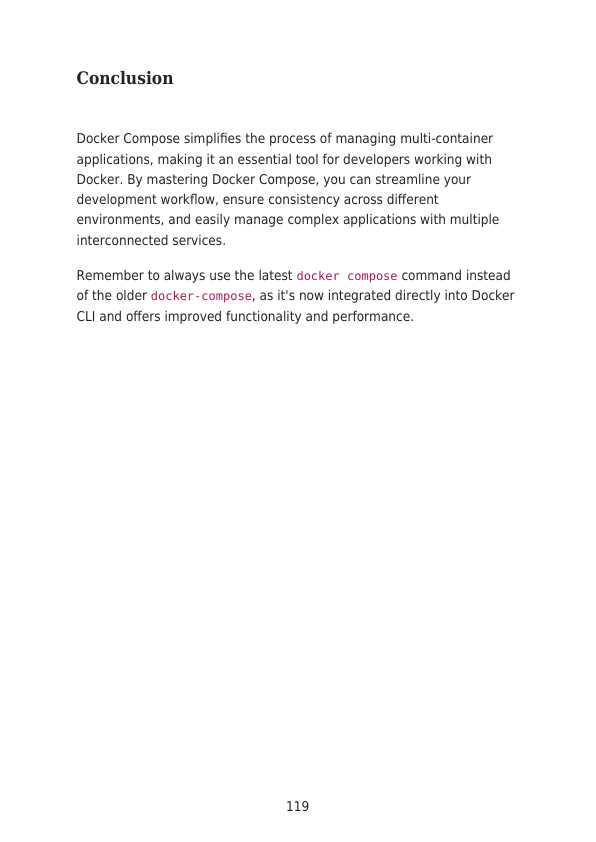 Conclusion
Docker Compose simplifies the process of managing multi-container
applications, making it an essential tool for developers working with
Docker. By mastering Docker Compose, you can streamline your
development workflow, ensure consistency across different
environments, and easily manage complex applications with multiple
interconnected services.
Remember to always use the latest docker compose command instead
of the older docker-compose, as it's now integrated directly into Docker
CLI and offers improved functionality and performance.
119